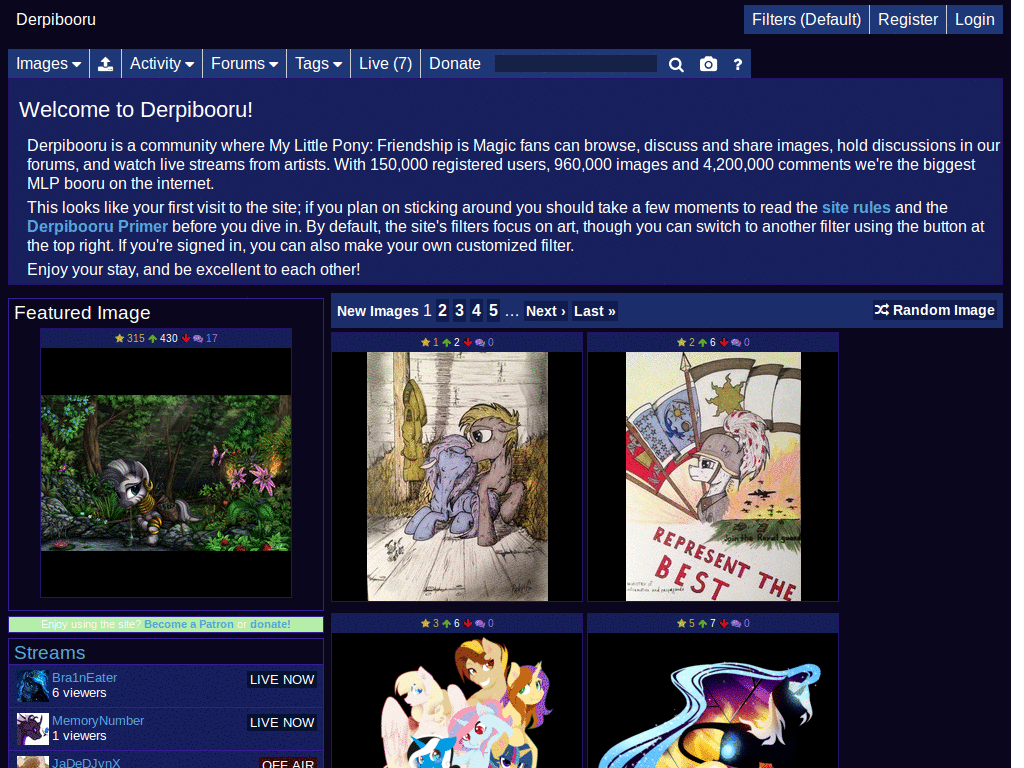 Derpibooru
Filters (Default) Register Login
Images Activity Forums Tags Live (7) Donate ?
Welcome to Derpibooru!
Derpibooru is a community where My Little Pony: Friendship is Magic fans can browse, discuss and share images, hold discussions in our
forums, and watch live streams from artists. With 150,000 registered users, 960,000 images and 4,200,000 comments we're the biggest
MLP booru on the internet.
This looks like your first visit to the site; if you plan on sticking around you should take a few moments to read the site rules and the
Derpibooru Primer before you dive in. By default, the site's filters focus on art, though you can switch to another filter using the button at
the top right. If you're signed in, you can also make your own customized filter.
Enjoy your stay, and be excellent to each other!
Featured Image
315 430 17
New Images 1 2 3 4 5 … Next › Last »
Random Image
1 2 0
2 6 0
Join the Royal guard
REPRESENT THE
BEST
3 6 0
5 7 0
Enjoy using the site? Become a Patron or donate!
Streams
Bra1nEater
6 viewers
LIVE NOW
MemoryNumber
1 viewers
LIVE NOW
JaDeDJynX
OFF AIR